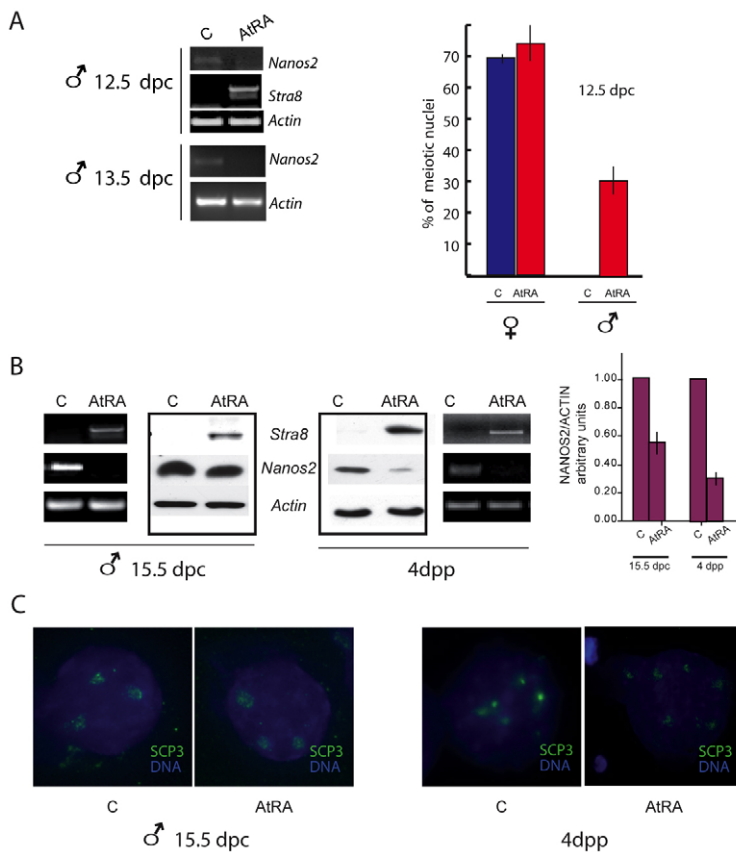 A
C AtRA
♂ 12.5 dpc
Nanos2
Stra8
Actin
♂ 13.5 dpc
Nanos2
Actin
% of meiotic nuclei
70
60
50
40
30
20
10
12.5 dpc
C AtRA C AtRA
♀ ♂
B
C AtRA C AtRA C AtRA C AtRA
Stra8
Nanos2
Actin
♂ 15.5 dpc 4dpp
NANOS2/ACTIN
arbitrary units
1.00
0.80
0.60
0.40
0.20
0.00
C AtRA C AtRA
15.5 dpc 4 dpp
C
SCP3 SCP3 SCP3 SCP3
DNA DNA DNA DNA
C AtRA C AtRA
♂ 15.5 dpc 4dpp